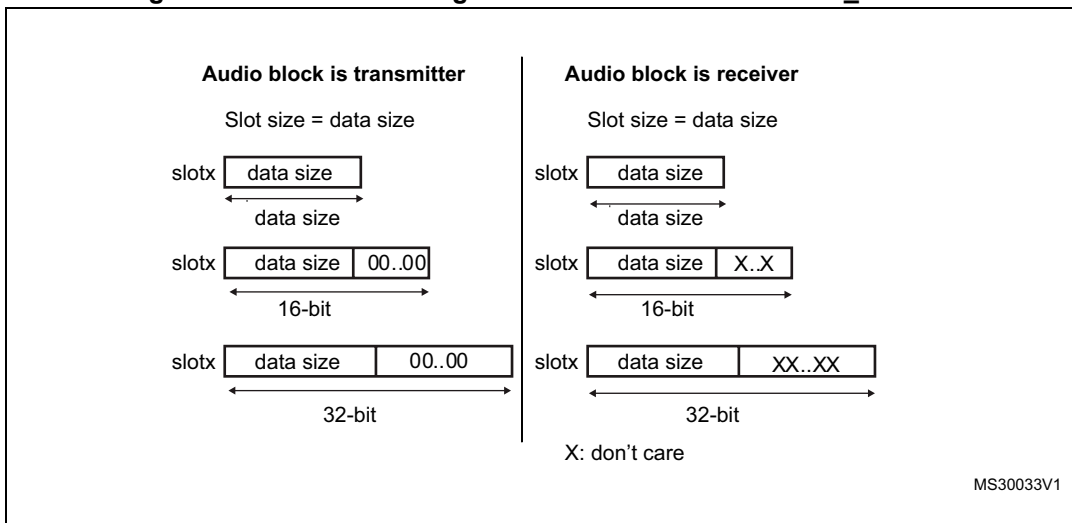 Audio block is transmitter
Slot size = data size
slotx data size
data size
slotx data size 00..00
16-bit
slotx data size 00..00
32-bit
Audio block is receiver
Slot size = data size
slotx data size
data size
slotx data size X..X
16-bit
slotx data size XX..XX
32-bit
X: don't care
MS30033V1